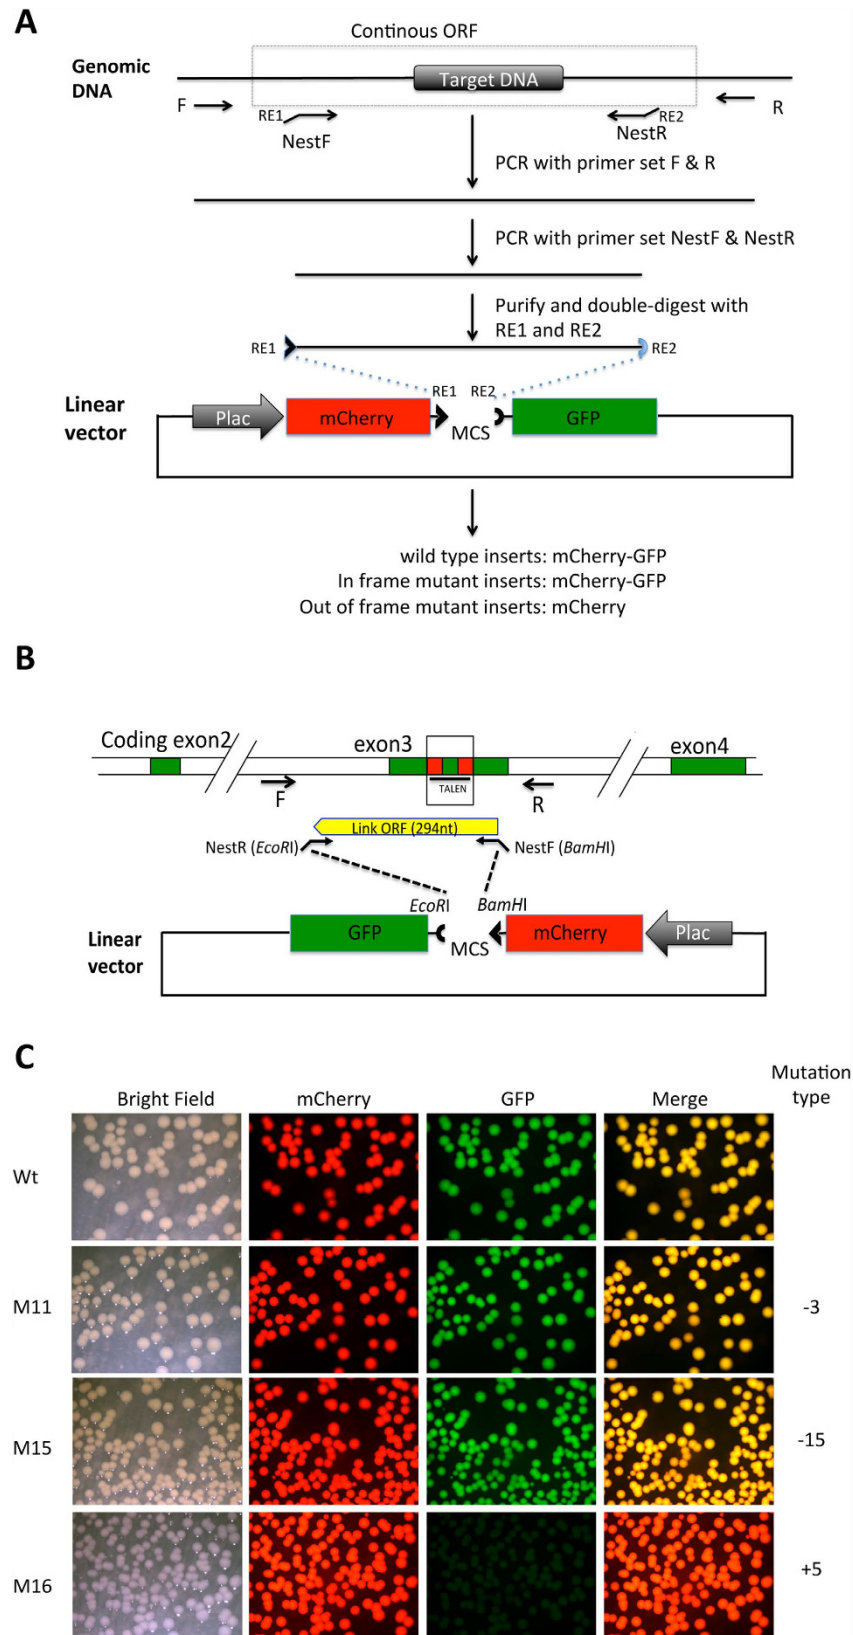 A
Continous ORF
Genomic
DNA
Target DNA
F
R
RE1
RE2
NestF
NestR
PCR with primer set F & R
PCR with primer set NestF & NestR
Purify and double-digest with
RE1 and RE2
RE1
RE2
RE1 RE2
Linear
vector
Plac
mCherry
MCS
GFP
wild type inserts: mCherry-GFP
In frame mutant inserts: mCherry-GFP
Out of frame mutant inserts: mCherry
B
Coding exon2
exon3
exon4
TALEN
F
R
Link ORF (294nt)
NestR (EcoRI)
NestF (BamHI)
EcoRI BamHI
Linear
vector
GFP
MCS
mCherry
Plac
C
Mutation
type
Bright Field mCherry GFP Merge
Wt
M11
-3
M15
-15
M16
+5